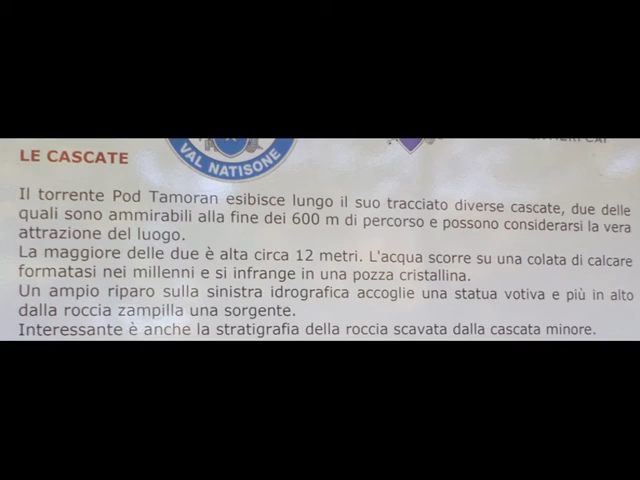 VAL NATISONE
LE CASCATE
Il torrente Pod Tamoran esibisce lungo il suo tracciato diverse cascate, due delle
quali sono ammirabili alla fine dei 600 m di percorso e possono considerarsi la vera
attrazione del luogo.
La maggiore delle due è alta circa 12 metri. L'acqua scorre su una colata di calcare
formatasi nei millenni e si infrange in una pozza cristallina.
Un ampio riparo sulla sinistra idrografica accoglie una statua votiva e più in alto
dalla roccia zampilla una sorgente.
Interessante è anche la stratigrafia della roccia scavata dalla cascata minore.